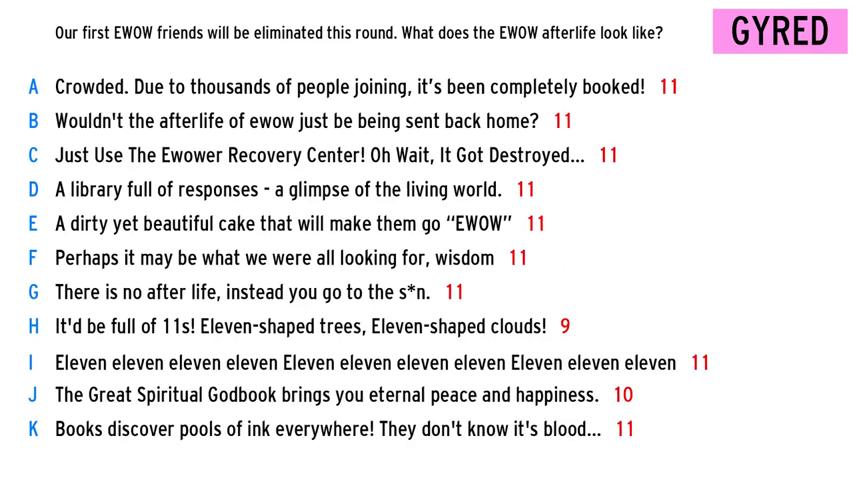 Our first EWOW friends will be eliminated this round. What does the EWOW afterlife look like?
GYRED
A Crowded. Due to thousands of people joining, it's been completely booked! 11
B Wouldn't the afterlife of ewow just be being sent back home? 11
C Just Use The Ewower Recovery Center! Oh Wait, It Got Destroyed... 11
D A library full of responses - a glimpse of the living world. 11
E A dirty yet beautiful cake that will make them go “EWOW” 11
F Perhaps it may be what we were all looking for, wisdom 11
G There is no after life, instead you go to the s*n. 11
H It'd be full of 11s! Eleven-shaped trees, Eleven-shaped clouds! 9
I Eleven eleven eleven eleven Eleven eleven eleven eleven Eleven eleven eleven 11
J The Great Spiritual Godbook brings you eternal peace and happiness. 10
K Books discover pools of ink everywhere! They don't know it's blood... 11